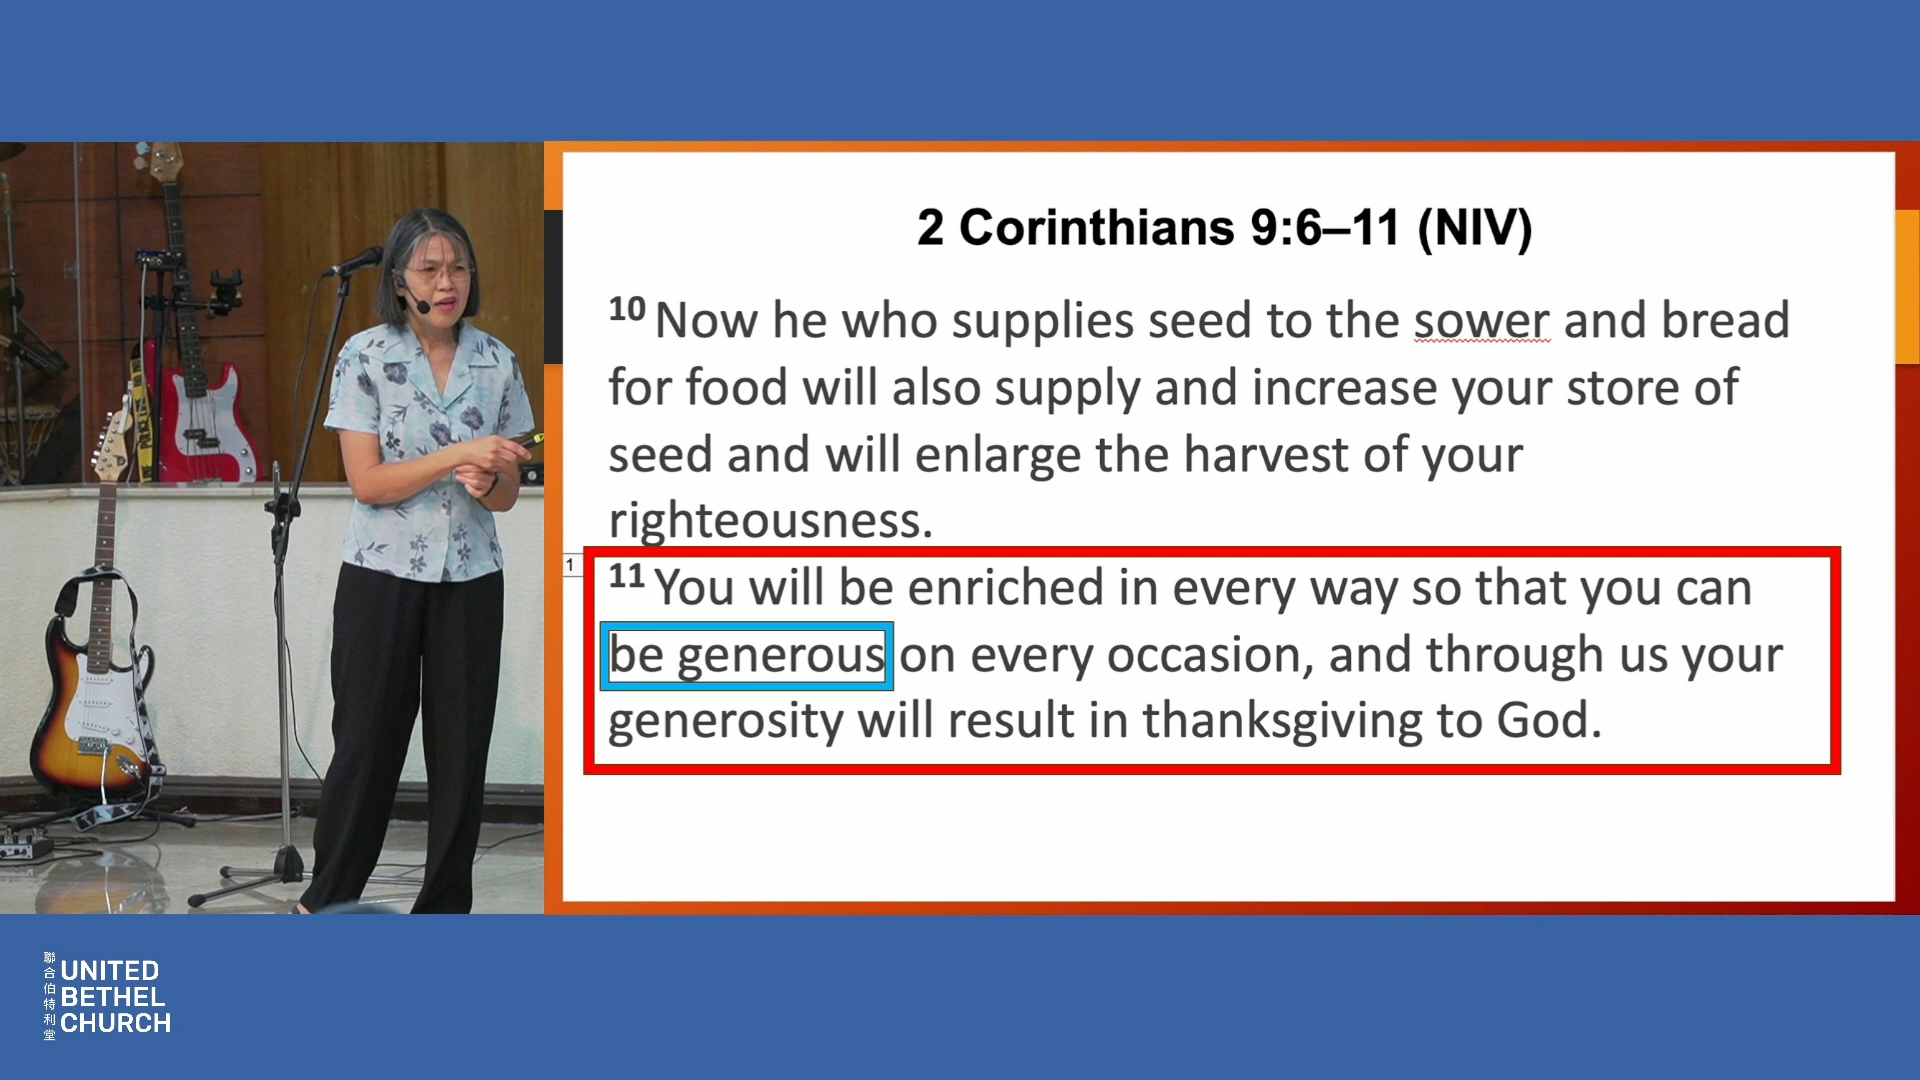 2 Corinthians 9:6–11 (NIV)
10 Now he who supplies seed to the sower and bread
for food will also supply and increase your store of
seed and will enlarge the harvest of your
righteousness.
1
11 You will be enriched in every way so that you can
be generous on every occasion, and through us your
generosity will result in thanksgiving to God.
聯合伯特利堂
UNITED
BETHEL
CHURCH